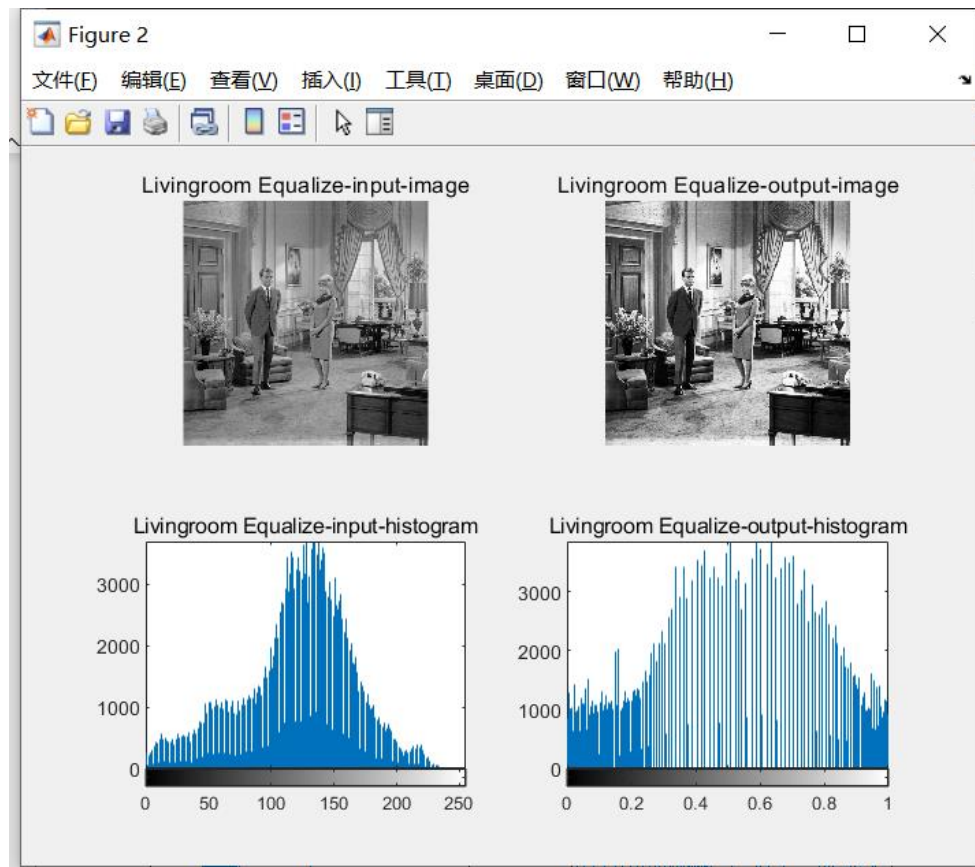 Figure 2
文件(F) 编辑(E) 查看(V) 插入(I) 工具(T) 桌面(D) 窗口(W) 帮助(H)
Livingroom Equalize-input-image Livingroom Equalize-output-image
Livingroom Equalize-input-histogram Livingroom Equalize-output-histogram
3000 3000
2000 2000
1000 1000
0 0
0 50 100 150 200 250 0 0.2 0.4 0.6 0.8 1